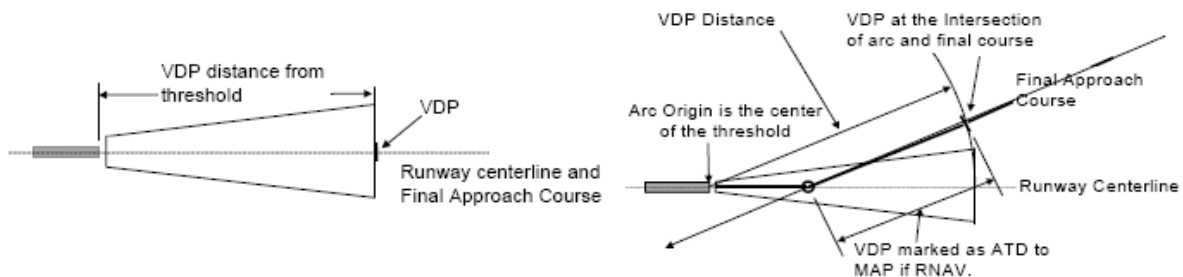 VDP distance from
threshold
VDP
Runway centerline and
Final Approach Course
VDP Distance
VDP at the Intersection
of arc and final course
Final Approach
Course
Arc Origin is the center
of the threshold
Runway Centerline
VDP marked as ATD to
MAP if RNAV.